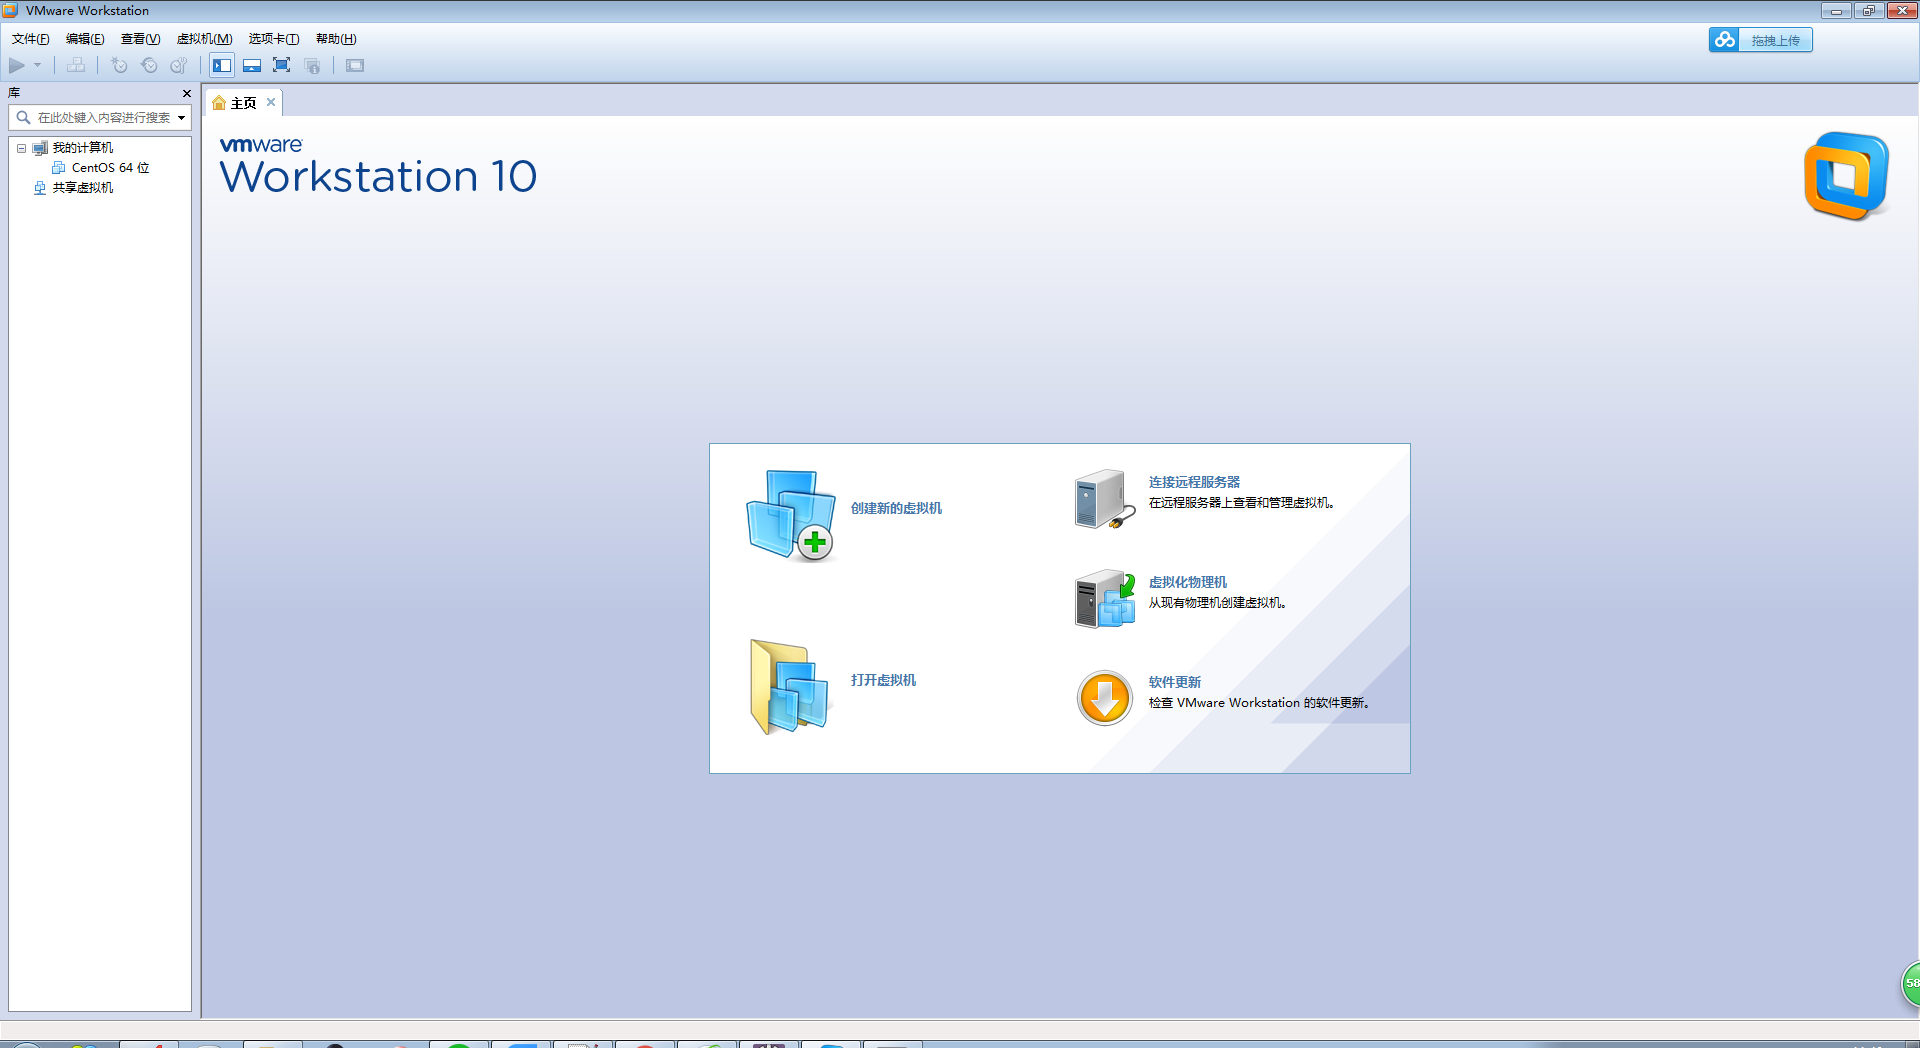 VMware Workstation
文件(F) 编辑(E) 查看(V) 虚拟机(M) 选项卡(T) 帮助(H)
拖拽上传
库
在此处键入内容进行搜索
我的计算机
CentOS 64 位
共享虚拟机
主页
vmware
Workstation 10
创建新的虚拟机
打开虚拟机
连接远程服务器
在远程服务器上查看和管理虚拟机。
虚拟化物理机
从现有物理机创建虚拟机。
软件更新
检查 VMware Workstation 的软件更新。
58